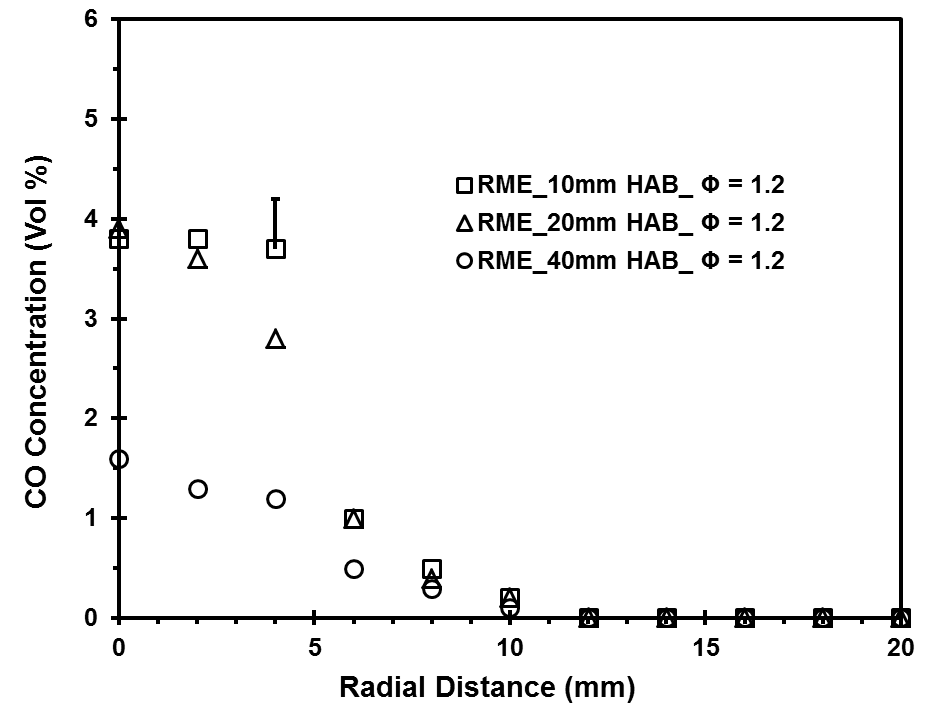 6
5
4
3
2
1
0
CO Concentration (Vol %)
RME_10mm HAB_ Φ = 1.2
RME_20mm HAB_ Φ = 1.2
RME_40mm HAB_ Φ = 1.2
0 5 10 15 20
Radial Distance (mm)